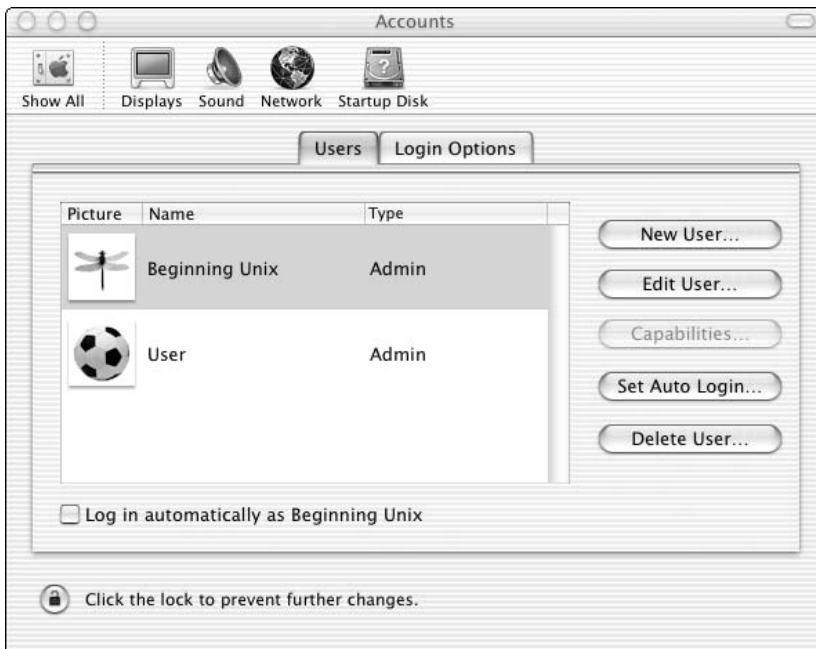 Accounts
Show All Displays Sound Network Startup Disk
Users Login Options
Picture Name Type
Beginning Unix Admin
User Admin
New User...
Edit User...
Capabilities...
Set Auto Login...
Delete User...
Log in automatically as Beginning Unix
Click the lock to prevent further changes.